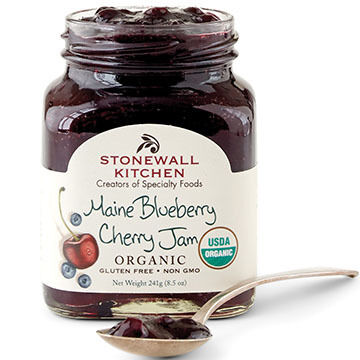 STONEWALL
KITCHEN
Creators of Specialty Foods
Maine Blueberry
Cherry Jam
USDA
ORGANIC
ORGANIC
GLUTEN FREE • NON GMO
Net Weight 241g (8.5 oz)